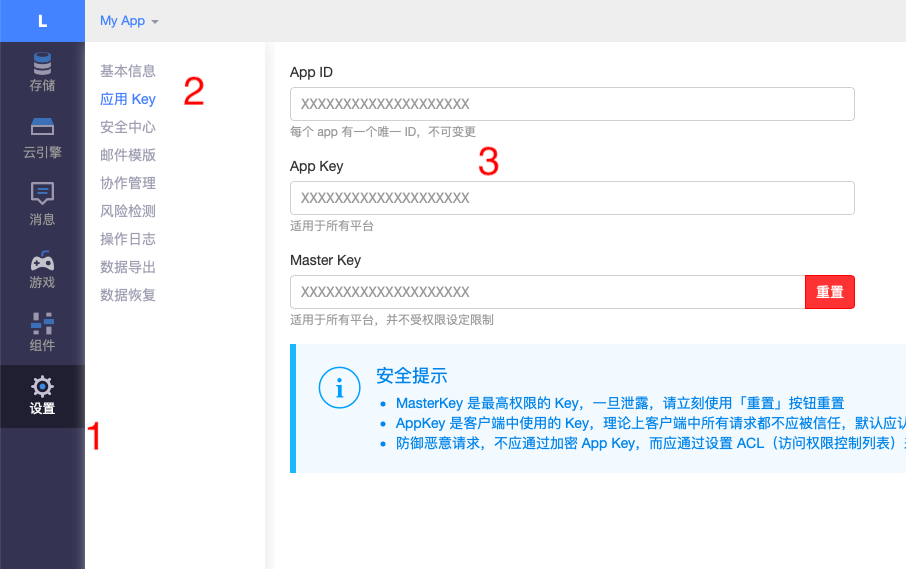 L
My App
存储
云引擎
消息
游戏
组件
设置
1
基本信息
应用 Key
安全中心
邮件模版
协作管理
风险检测
操作日志
数据导出
数据恢复
2
App ID
XXXXXXXXXXXXXXXXXXXX
每个 app 有一个唯一 ID，不可变更
3
App Key
XXXXXXXXXXXXXXXXXXXX
适用于所有平台
Master Key
XXXXXXXXXXXXXXXXXXXX
重置
适用于所有平台，并不受权限设定限制
安全提示
MasterKey 是最高权限的 Key，一旦泄露，请立刻使用「重置」按钮重置
AppKey 是客户端中使用的 Key，理论上客户端中所有请求都不应被信任，默认应认
防御恶意请求，不应通过加密 App Key，而应通过设置 ACL（访问权限控制列表）